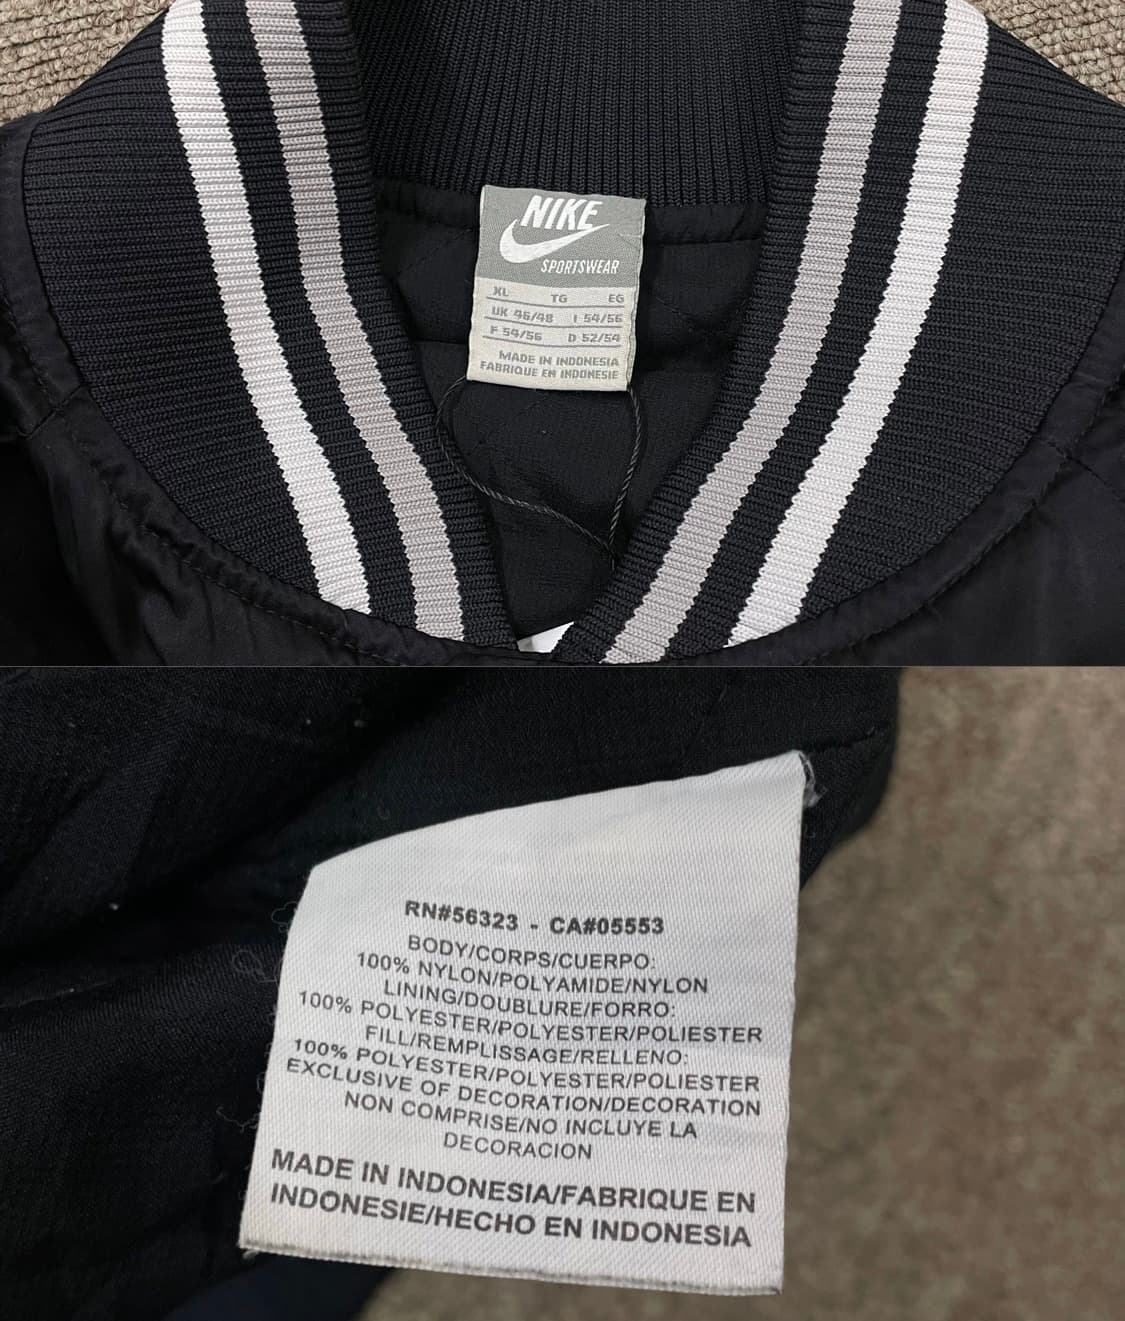 NIKE
SPORTSWEAR
XL TG EG
UK 46/48 I 54/56
F 54/56 D 52/54
MADE IN INDONESIA
FABRIQUE EN INDONESIE
RN#56323 - CA#05553
BODY/CORPS/CUERPO:
100% NYLON/POLYAMIDE/NYLON
LINING/DOUBLURE/FORRO:
100% POLYESTER/POLYESTER/POLIESTER
FILL/REMPLISSAGE/RELLENO:
100% POLYESTER/POLYESTER/POLIESTER
EXCLUSIVE OF DECORATION/DECORATION
NON COMPRISE/NO INCLUYE LA
DECORACION
MADE IN INDONESIA/FABRIQUE EN
INDONESIE/HECHO EN INDONESIA